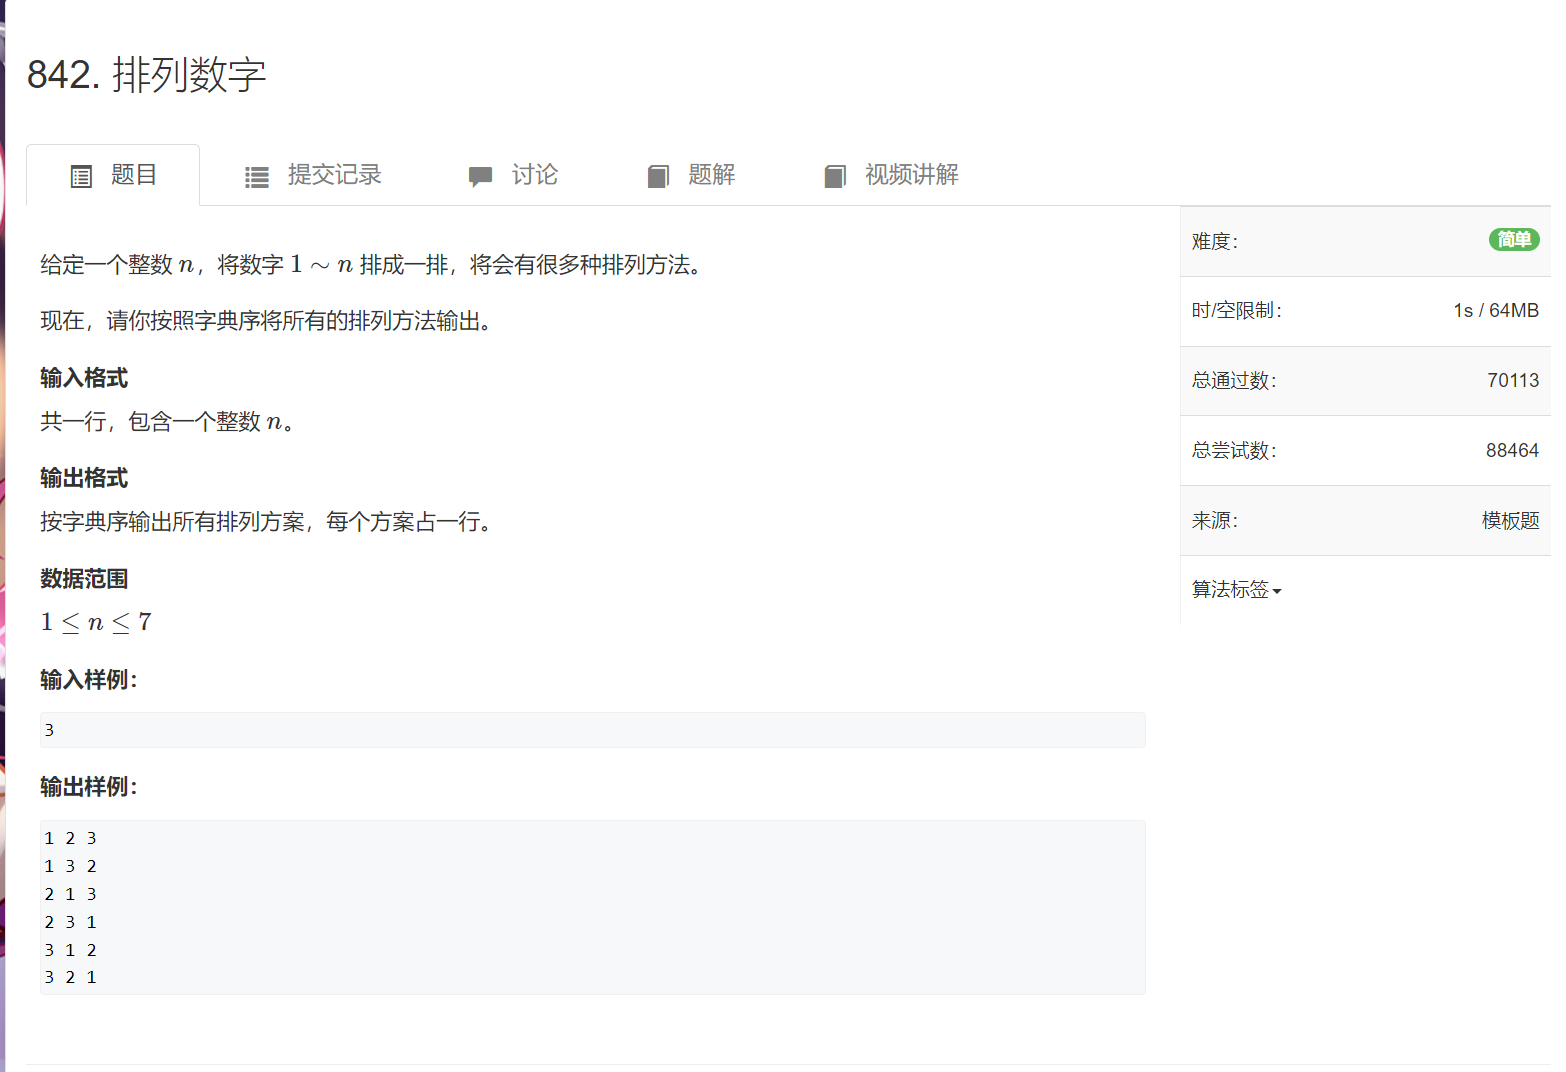 842. 排列数字
题目 提交记录 讨论 题解 视频讲解
给定一个整数 n，将数字 1 ∼ n 排成一排，将会有很多种排列方法。
现在，请你按照字典序将所有的排列方法输出。
输入格式
共一行，包含一个整数 n。
输出格式
按字典序输出所有排列方案，每个方案占一行。
数据范围
1 ≤ n ≤ 7
输入样例：
3
输出样例：
1 2 3
1 3 2
2 1 3
2 3 1
3 1 2
3 2 1
难度： 简单
时/空限制： 1s / 64MB
总通过数： 70113
总尝试数： 88464
来源： 模板题
算法标签